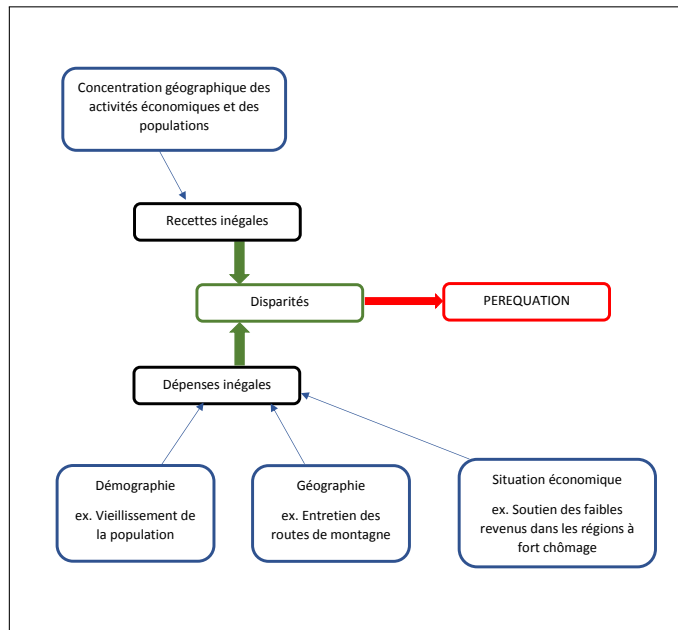 Concentration géographique des
activités économiques et des
populations
Recettes inégales
Disparités
PEREQUATION
Dépenses inégales
Démographie
ex. Vieillissement de
la population
Géographie
ex. Entretien des
routes de montagne
Situation économique
ex. Soutien des faibles
revenus dans les régions à
fort chômage